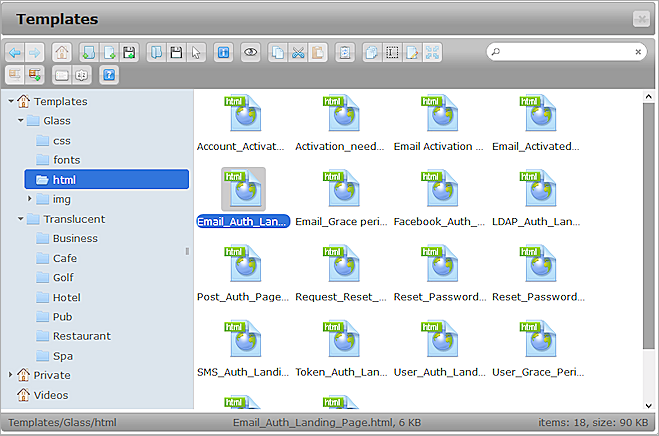 Templates
Templates
Glass
css
fonts
html
img
Translucent
Business
Cafe
Golf
Hotel
Pub
Restaurant
Spa
Private
Videos
html html html html
Account_Activat... Activation_need... Email Activation ... Email_Activated...
html html html html
Email_Auth_Lan... Email_Grace peri... Facebook_Auth_... LDAP_Auth_Lan...
html html html html
Post_Auth_Page... Request_Reset_... Reset_Password... Reset_Password...
html html html html
SMS_Auth_Landi... Token_Auth_Lan... User_Auth_Landi... User_Grace_Peri...
html html
Templates/Glass/html Email_Auth_Landing_Page.html, 6 KB items: 18, size: 90 KB